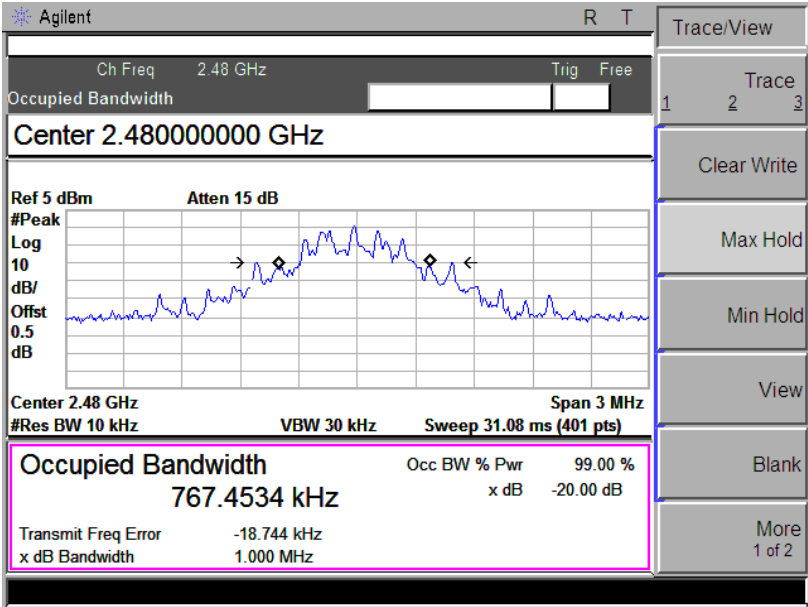 Agilent R T
Ch Freq 2.48 GHz Trig Free
Occupied Bandwidth
Center 2.480000000 GHz
Ref 5 dBm Atten 15 dB
#Peak
Log
10
dB/
Offst
0.5
dB
Center 2.48 GHz Span 3 MHz
#Res BW 10 kHz VBW 30 kHz Sweep 31.08 ms (401 pts)
Occupied Bandwidth Occ BW % Pwr 99.00 %
767.4534 kHz x dB -20.00 dB
Transmit Freq Error -18.744 kHz
x dB Bandwidth 1.000 MHz
Trace/View
Trace
1 2 3
Clear Write
Max Hold
Min Hold
View
Blank
More
1 of 2